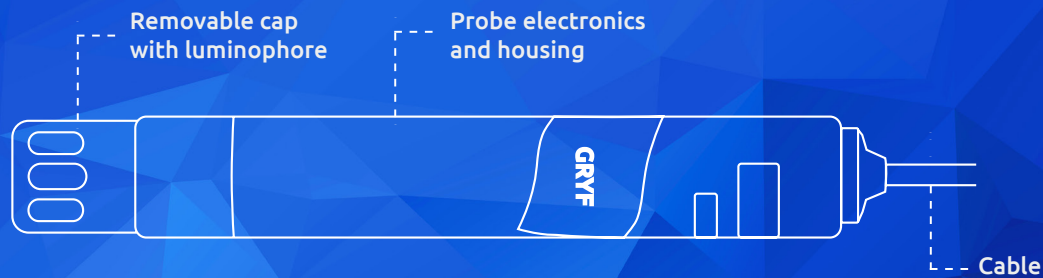 Removable cap
with luminophore
Probe electronics
and housing
GRYF
Cable